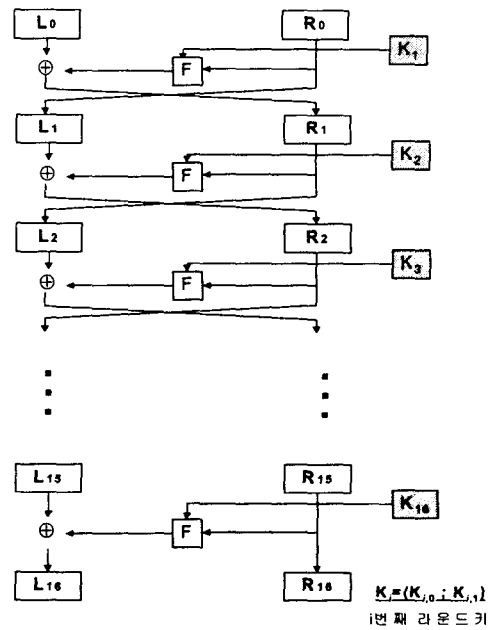 L₀ R₀
K₁
F
⊕
L₁ R₁
K₂
F
⊕
L₂ R₂
K₃
F
⊕
L₁₅ R₁₅
K₁₆
F
⊕
L₁₆ R₁₆
Kᵢ=(Kᵢ,₀ ; Kᵢ,₁)
i번째 라운드키